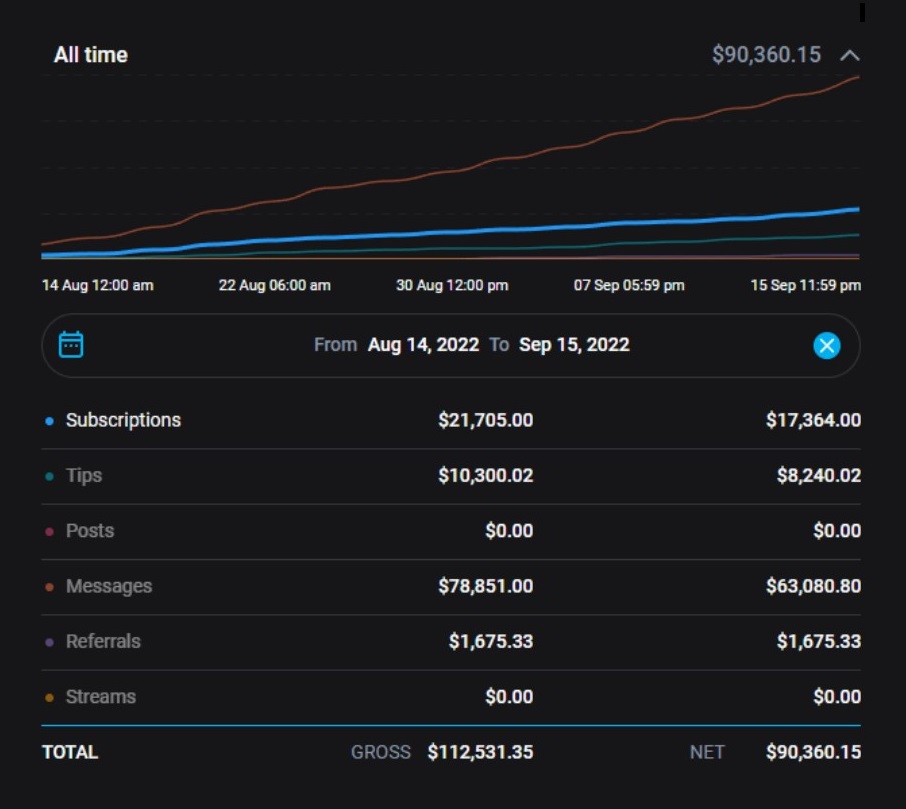 All time $90,360.15
14 Aug 12:00 am 22 Aug 06:00 am 30 Aug 12:00 pm 07 Sep 05:59 pm 15 Sep 11:59 pm
From Aug 14, 2022 To Sep 15, 2022
Subscriptions $21,705.00 $17,364.00
Tips $10,300.02 $8,240.02
Posts $0.00 $0.00
Messages $78,851.00 $63,080.80
Referrals $1,675.33 $1,675.33
Streams $0.00 $0.00
TOTAL GROSS $112,531.35 NET $90,360.15